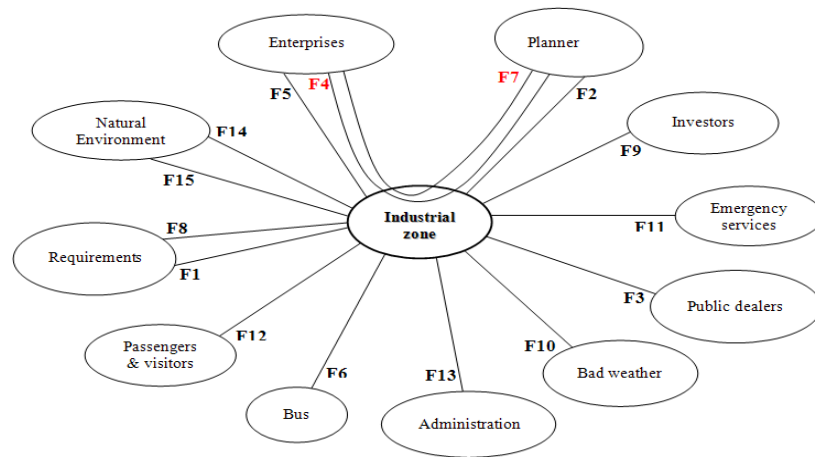 Enterprises
Planner
F4
F7
F5
F2
Natural
Environment
F14
Investors
F9
F15
Industrial
zone
Emergency
services
F8
F11
Requirements
F1
F3
Public dealers
Passengers
& visitors
F12
F10
Bad weather
F6
F13
Bus
Administration